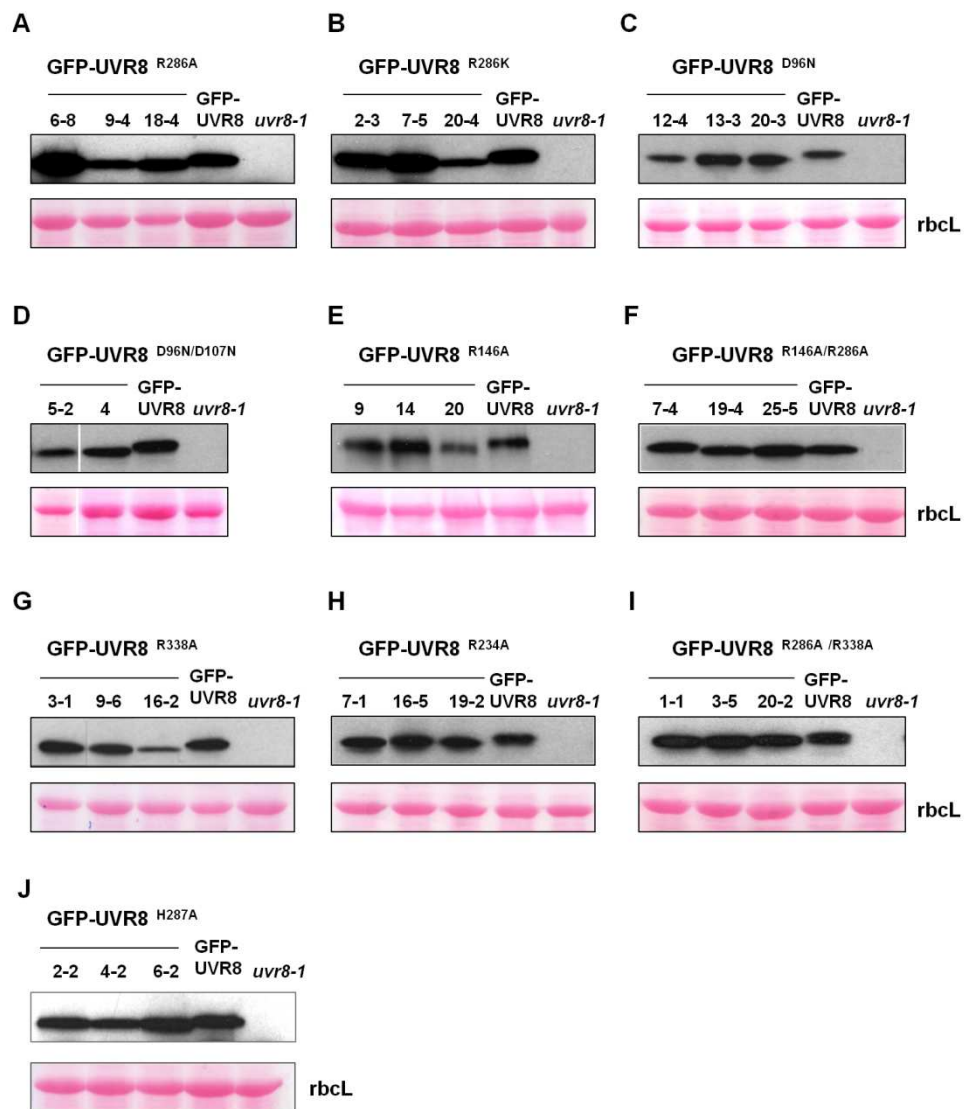 A
B
C
GFP-UVR8 R286A
GFP-UVR8 R286K
GFP-UVR8 D96N
6-8 9-4 18-4 GFP-UVR8 uvr8-1
2-3 7-5 20-4 GFP-UVR8 uvr8-1
12-4 13-3 20-3 GFP-UVR8 uvr8-1
rbcL
D
E
F
GFP-UVR8 D96N/D107N
GFP-UVR8 R146A
GFP-UVR8 R146A/R286A
5-2 4 GFP-UVR8 uvr8-1
9 14 20 GFP-UVR8 uvr8-1
7-4 19-4 25-5 GFP-UVR8 uvr8-1
rbcL
G
H
I
GFP-UVR8 R338A
GFP-UVR8 R234A
GFP-UVR8 R286A /R338A
3-1 9-6 16-2 GFP-UVR8 uvr8-1
7-1 16-5 19-2 GFP-UVR8 uvr8-1
1-1 3-5 20-2 GFP-UVR8 uvr8-1
rbcL
J
GFP-UVR8 H287A
2-2 4-2 6-2 GFP-UVR8 uvr8-1
rbcL